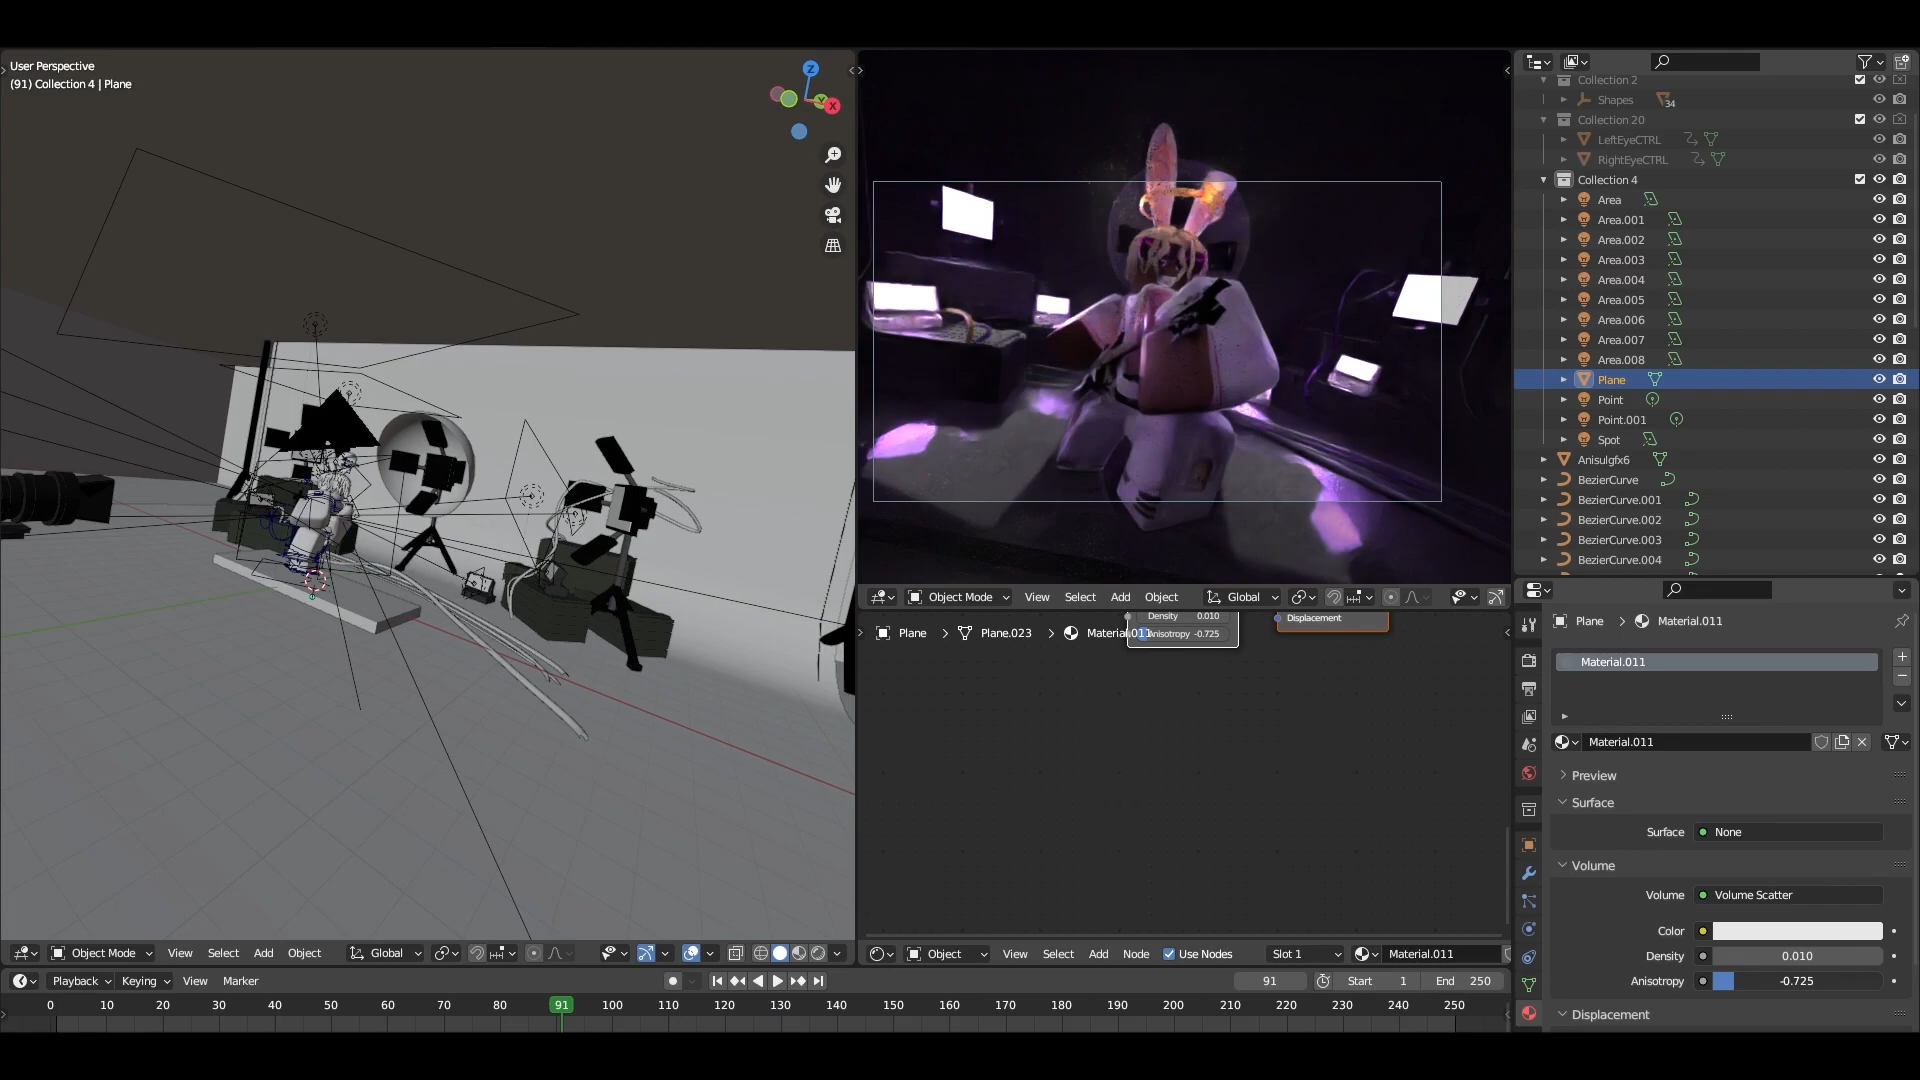 User Perspective
(91) Collection 4 | Plane
Z
Y
X
Collection 2
Shapes
34
Collection 20
LeftEyeCTRL
RightEyeCTRL
Collection 4
Area
Area.001
Area.002
Area.003
Area.004
Area.005
Area.006
Area.007
Area.008
Plane
Point
Point.001
Spot
Anisulgfx6
BezierCurve
BezierCurve.001
BezierCurve.002
BezierCurve.003
BezierCurve.004
Object Mode View Select Add Object Global
Density 0.010
Anisotropy -0.725
Displacement
Plane > Plane.023 > Material.011
Plane > Material.011
Material.011
Material.011
Preview
Surface
Surface None
Volume
Volume Volume Scatter
Color
Density 0.010
Anisotropy -0.725
Displacement
Object Mode View Select Add Object Global
Object View Select Add Node Use Nodes Slot 1 Material.011
Playback Keying View Marker 91 Start 1 End 250
0 10 20 30 40 50 60 70 80 91 100 110 120 130 140 150 160 170 180 190 200 210 220 230 240 250